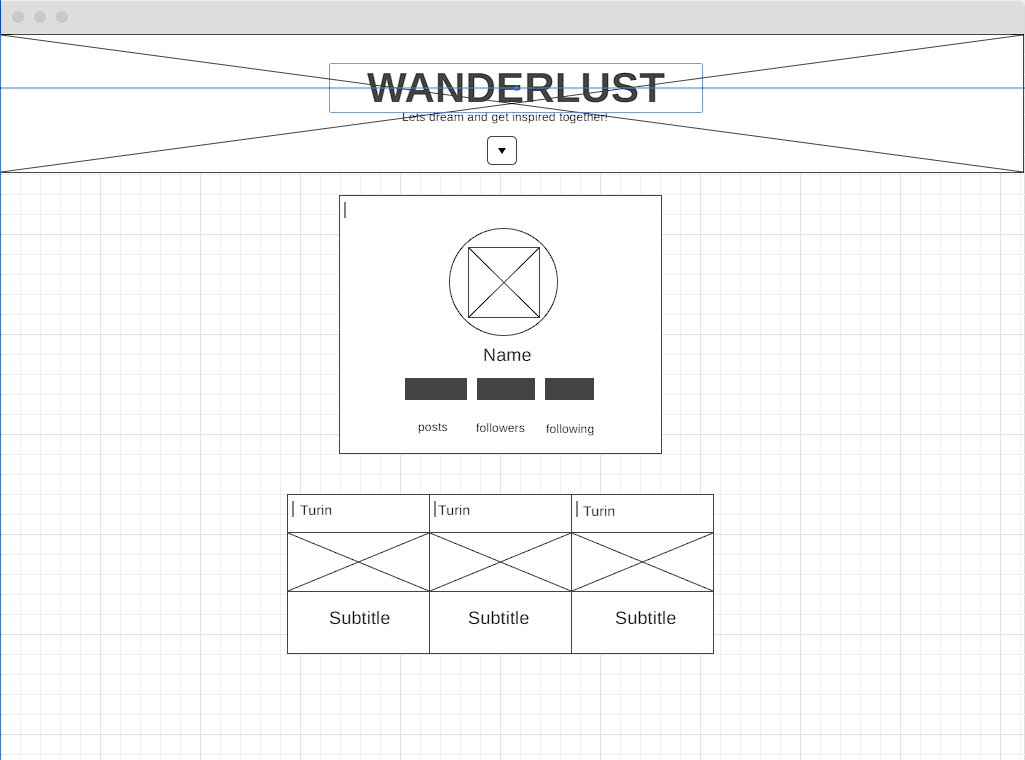 WANDERLUST
Lets dream and get inspired together!
Name
posts followers following
Turin Turin Turin
Subtitle Subtitle Subtitle